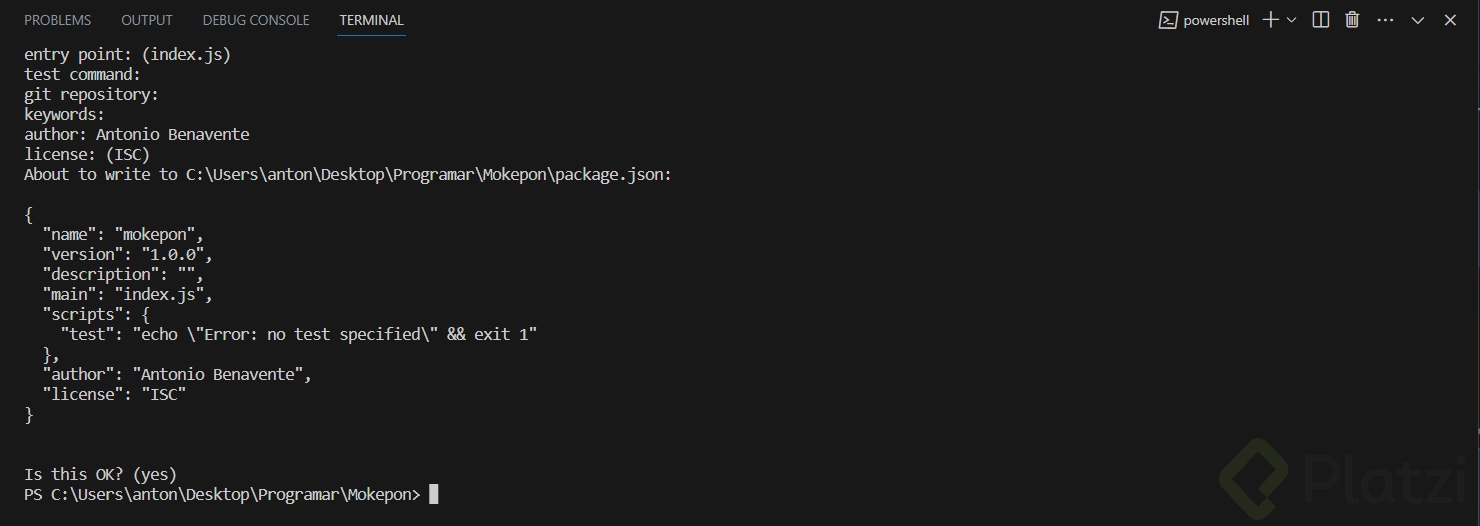 PROBLEMS OUTPUT DEBUG CONSOLE TERMINAL powershell
entry point: (index.js)
test command:
git repository:
keywords:
author: Antonio Benavente
license: (ISC)
About to write to C:\Users\anton\Desktop\Programar\Mokepon\package.json:
{
  "name": "mokepon",
  "version": "1.0.0",
  "description": "",
  "main": "index.js",
  "scripts": {
    "test": "echo \"Error: no test specified\" && exit 1"
  },
  "author": "Antonio Benavente",
  "license": "ISC"
}
Is this OK? (yes)
PS C:\Users\anton\Desktop\Programar\Mokepon>
Platzi